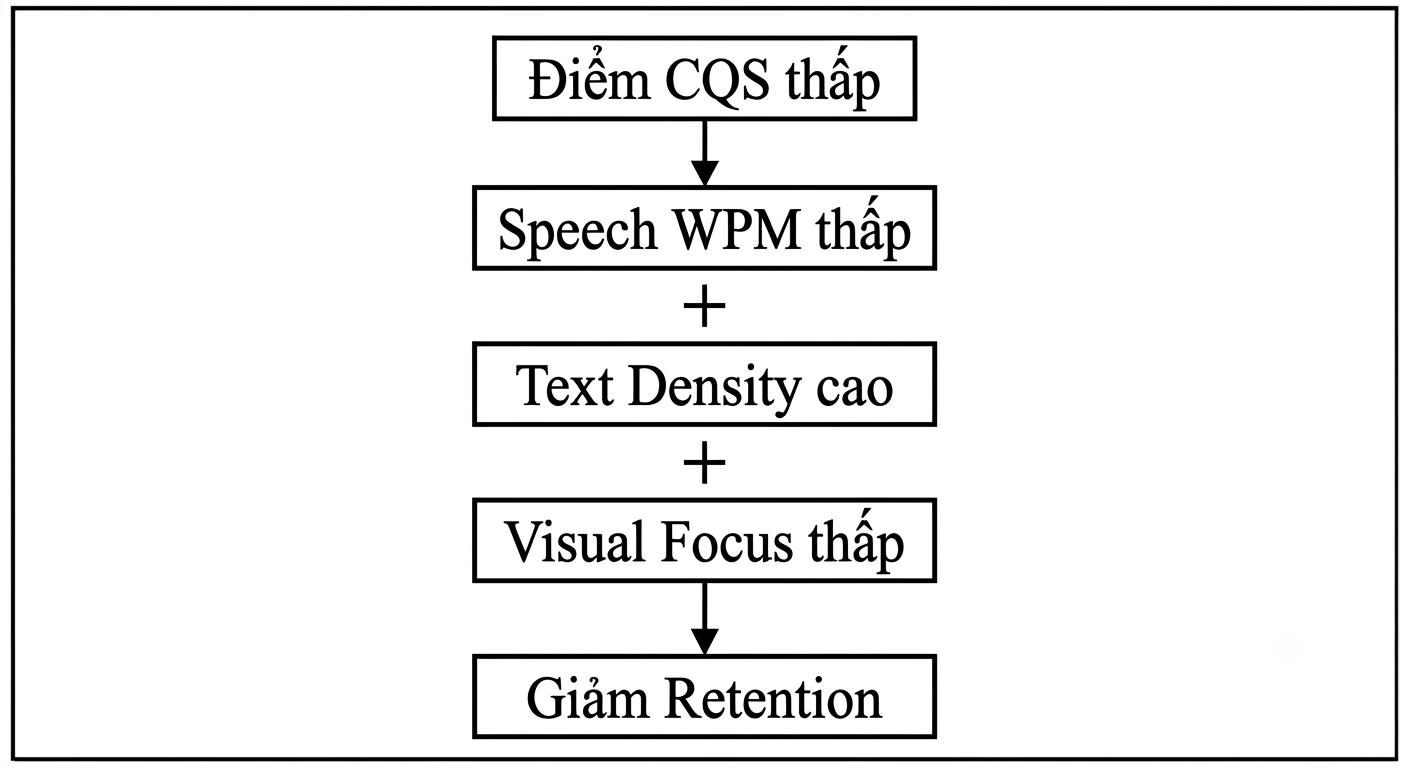 Điểm CQS thấp
Speech WPM thấp
+
Text Density cao
+
Visual Focus thấp
Giảm Retention